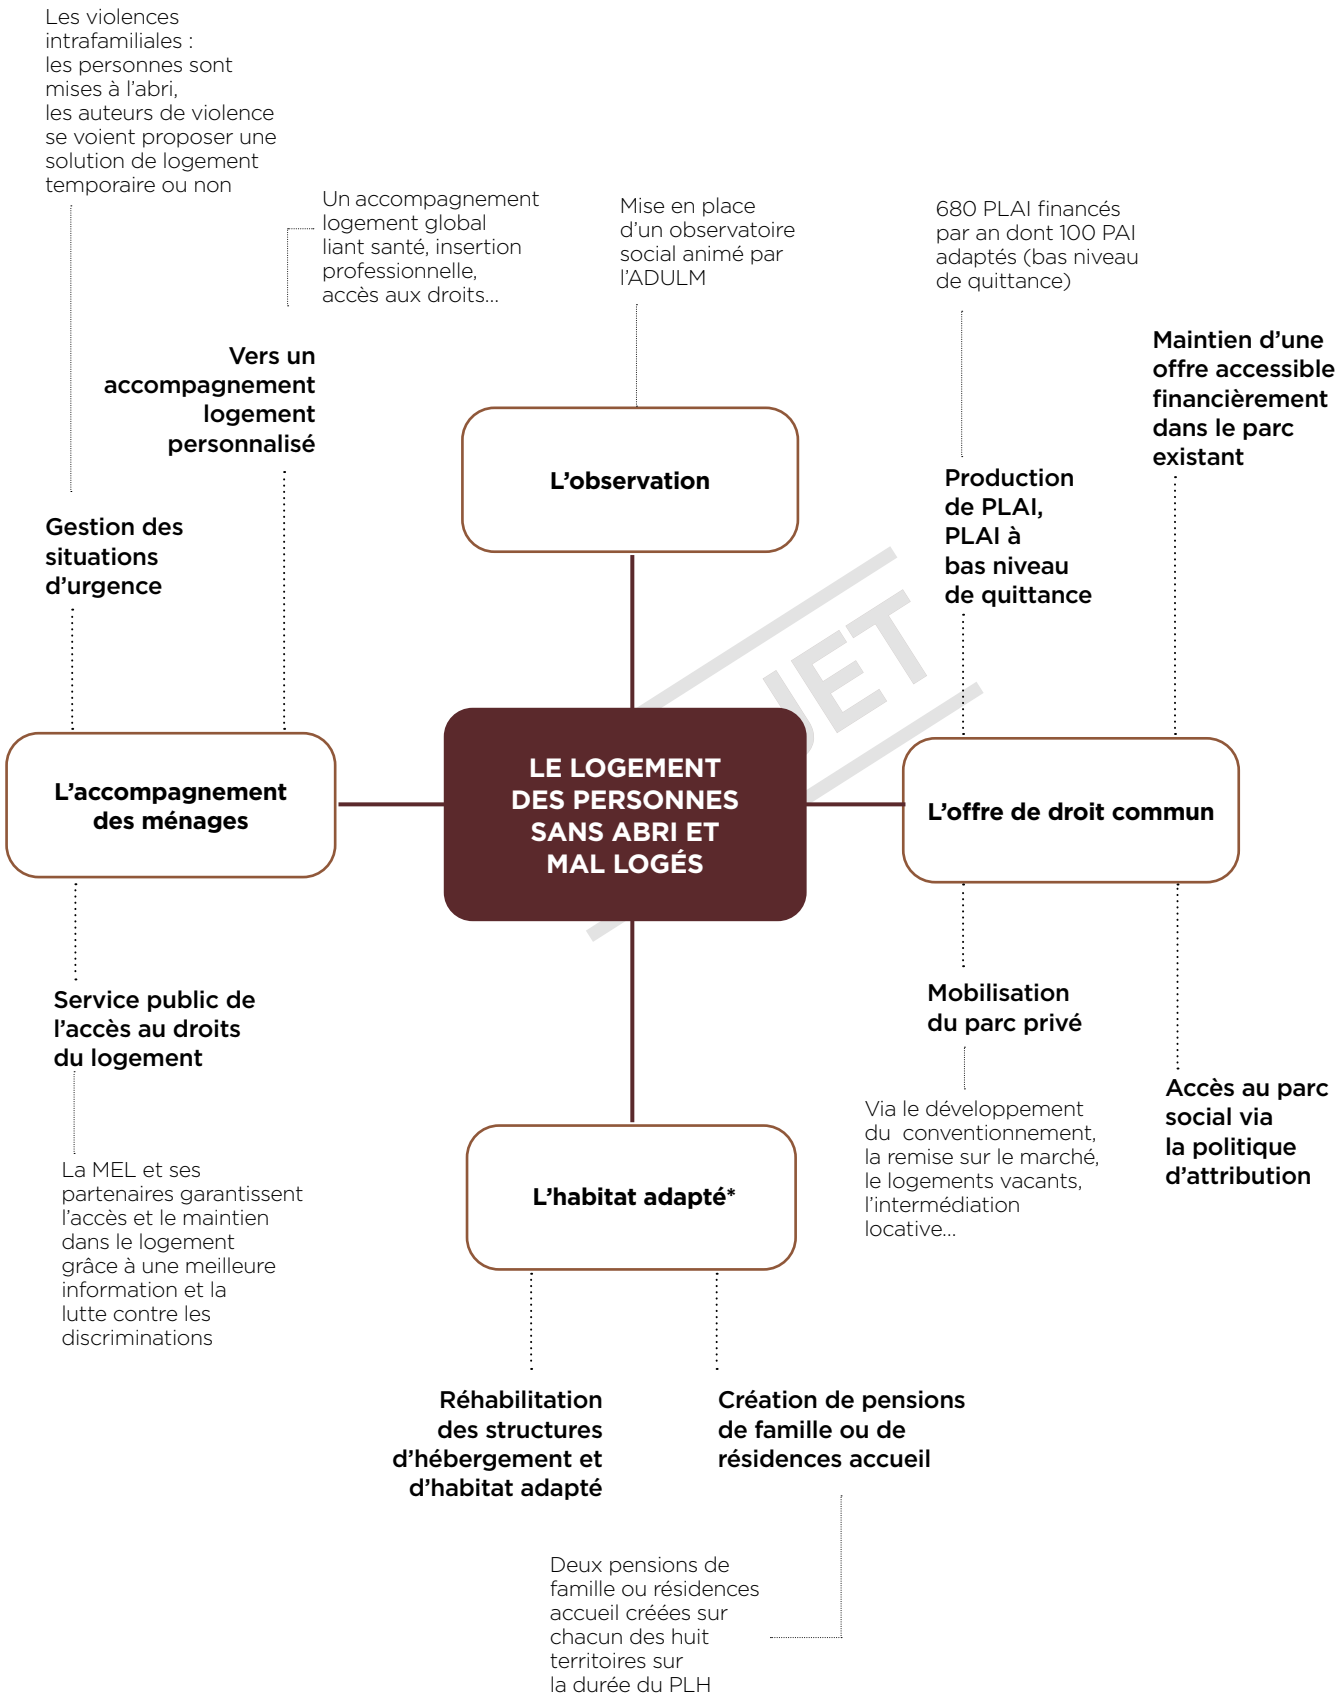 Les violences
intrafamiliales :
les personnes sont
mises à l’abri,
les auteurs de violence
se voient proposer une
solution de logement
temporaire ou non
Un accompagnement
logement global
liant santé, insertion
professionnelle,
accès aux droits...
Mise en place
d’un observatoire
social animé par
l’ADULM
680 PLAI financés
par an dont 100 PAI
adaptés (bas niveau
de quittance)
Vers un
accompagnement
logement
personnalisé
Maintien d’une
offre accessible
financièrement
dans le parc
existant
Gestion des
situations
d’urgence
L’observation
Production
de PLAI,
PLAI à
bas niveau
de quittance
L’accompagnement
des ménages
LE LOGEMENT
DES PERSONNES
SANS ABRI ET
MAL LOGÉS
L’offre de droit commun
Service public de
l’accès au droits
du logement
La MEL et ses
partenaires garantissent
l’accès et le maintien
dans le logement
grâce à une meilleure
information et la
lutte contre les
discriminations
L’habitat adapté*
Mobilisation
du parc privé
Via le développement
du conventionnement,
la remise sur le marché,
le logements vacants,
l’intermédiation
locative...
Accès au parc
social via
la politique
d’attribution
Réhabilitation
des structures
d’hébergement et
d’habitat adapté
Création de pensions
de famille ou de
résidences accueil
Deux pensions de
famille ou résidences
accueil créées sur
chacun des huit
territoires sur
la durée du PLH